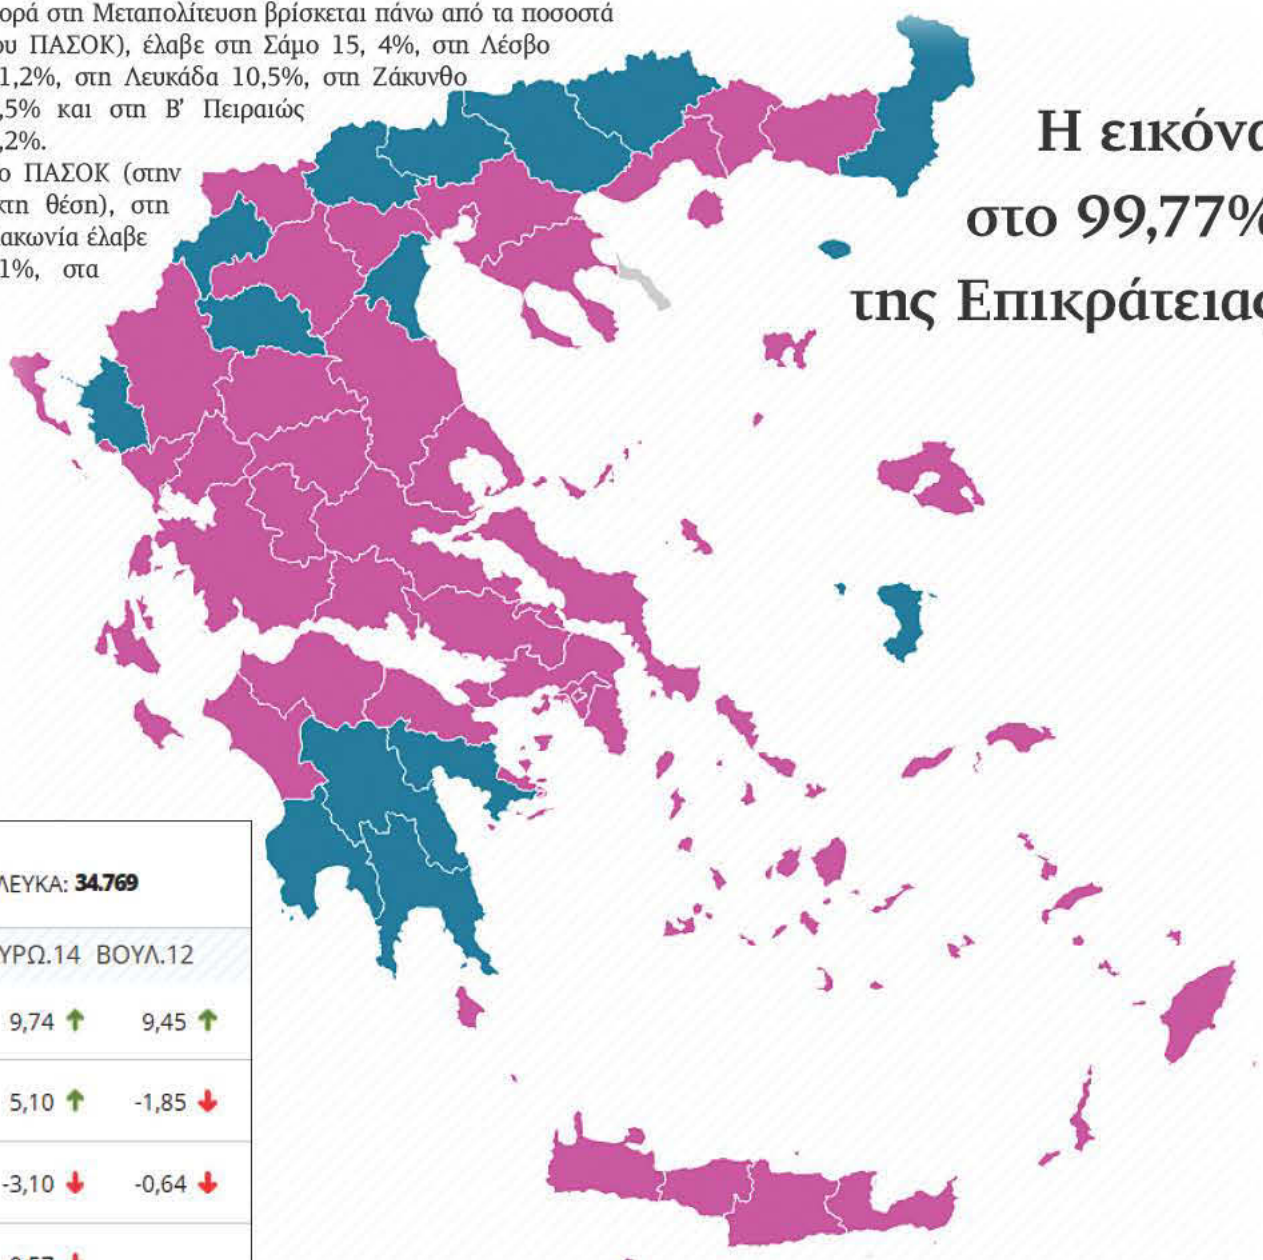 ορά στη Μεταπολίτευση βρίσκεται πάνω από τα ποσοστά
ου ΠΑΣΟΚ), έλαβε στη Σάμο 15, 4%, στη Λέσβο
1,2%, στη Λευκάδα 10,5%, στη Ζάκυνθο
,5% και στη Β' Πειραιώς
,2%.
ο ΠΑΣΟΚ (στην
κτη θέση), στη
ακωνία έλαβε
1%, στα
Η εικόνα
στο 99,77%
της Επικράτειας
ΛΕΥΚΑ: 34.769
ΥΡΩ.14 ΒΟΥΛ.12
9,74 ↑ 9,45 ↑
5,10 ↑ -1,85 ↓
-3,10 ↓ -0,64 ↓